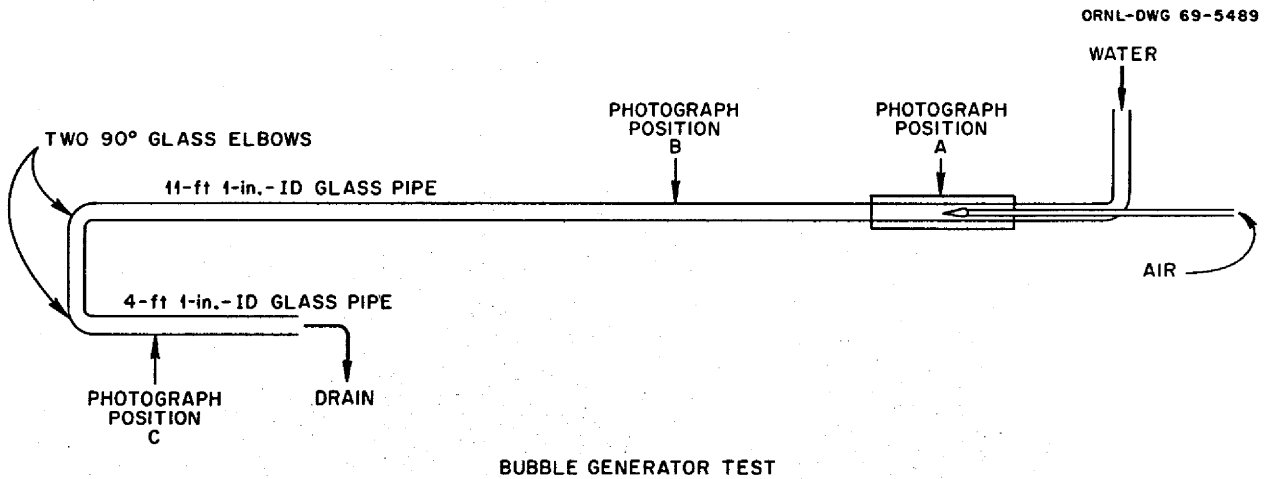 ORNL-DWG 69-5489
WATER
PHOTOGRAPH
POSITION
B
PHOTOGRAPH
POSITION
A
TWO 90° GLASS ELBOWS
11-ft 1-in.-ID GLASS PIPE
AIR
4-ft 1-in.-ID GLASS PIPE
PHOTOGRAPH
POSITION
C
DRAIN
BUBBLE GENERATOR TEST